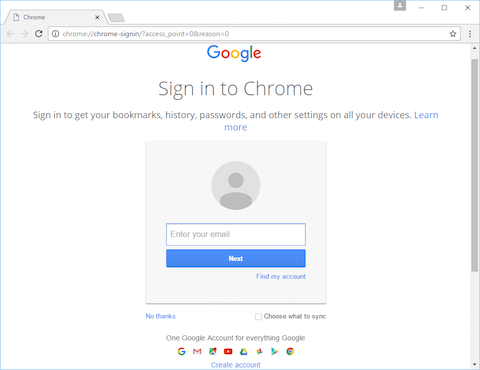 Chrome
chrome://chrome-signin/?access_point=0&reason=0
Google
Sign in to Chrome
Sign in to get your bookmarks, history, passwords, and other settings on all your devices. Learn
more
Enter your email
Next
Find my account
No thanks
Choose what to sync
One Google Account for everything Google
Create account